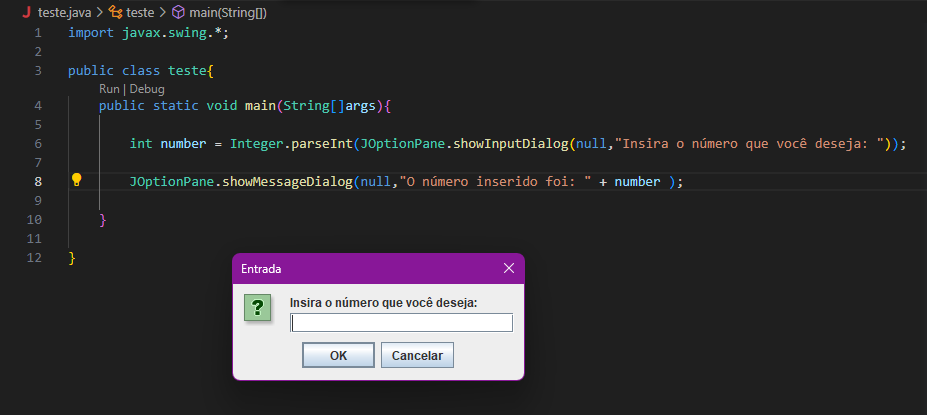 J teste.java > teste > main(String[])
1 import javax.swing.*;
2
3 public class teste{
Run | Debug
4 public static void main(String[]args){
5
6 int number = Integer.parseInt(JOptionPane.showInputDialog(null,"Insira o número que você deseja: "));
7
8 JOptionPane.showMessageDialog(null,"O número inserido foi: " + number );
9
10 }
11
12 }
Entrada
? Insira o número que você deseja:
OK Cancelar